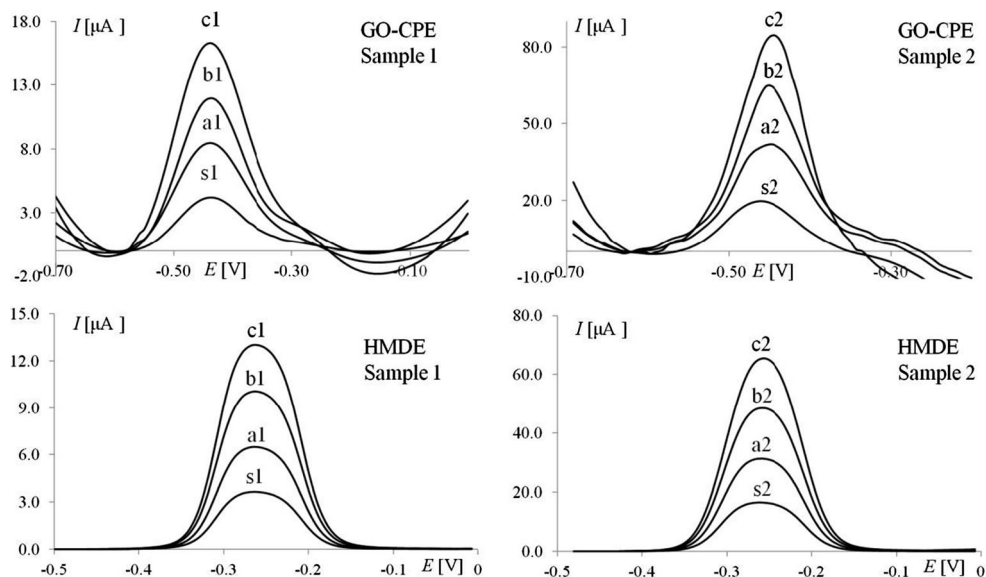 18.0
I [μA ]
c1
GO-CPE
Sample 1
13.0
b1
a1
8.0
s1
3.0
-2.0
-0.70
-0.50
E [V]
-0.30
-0.10
I [μA ]
c2
GO-CPE
Sample 2
80.0
b2
50.0
a2
s2
20.0
-10.0
-0.70
-0.50
E [V]
-0.30
15.0
I [μA ]
c1
HMDE
Sample 1
12.0
b1
9.0
a1
6.0
s1
3.0
0.0
-0.5
-0.4
-0.3
-0.2
-0.1
E [V]
0
80.0
I [μA ]
c2
HMDE
Sample 2
60.0
b2
40.0
a2
s2
20.0
0.0
-0.5
-0.4
-0.3
-0.2
-0.1
E [V]
0